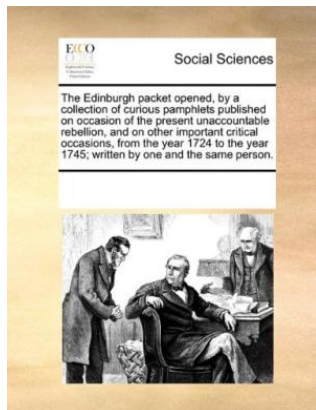 ECCO
Social Sciences
The Edinburgh packet opened, by a
collection of curious pamphlets published
on occasion of the present unaccountable
rebellion, and on other important critical
occasions, from the year 1724 to the year
1745; written by one and the same person.